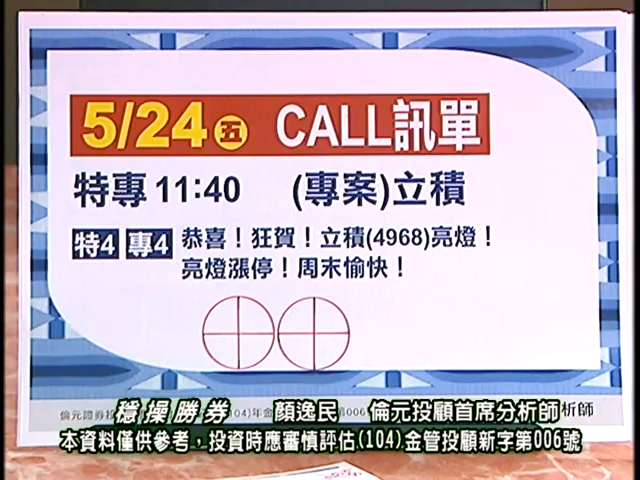 5/24 五 CALL訊單
特專 11:40 (專案)立積
特4 專4 恭喜！狂賀！立積(4968)亮燈！
亮燈漲停！周末愉快！
穩操勝券 顏逸民 倫元投顧首席分析師
本資料僅供參考，投資時應審慎評估(104)金管投顧新字第006號